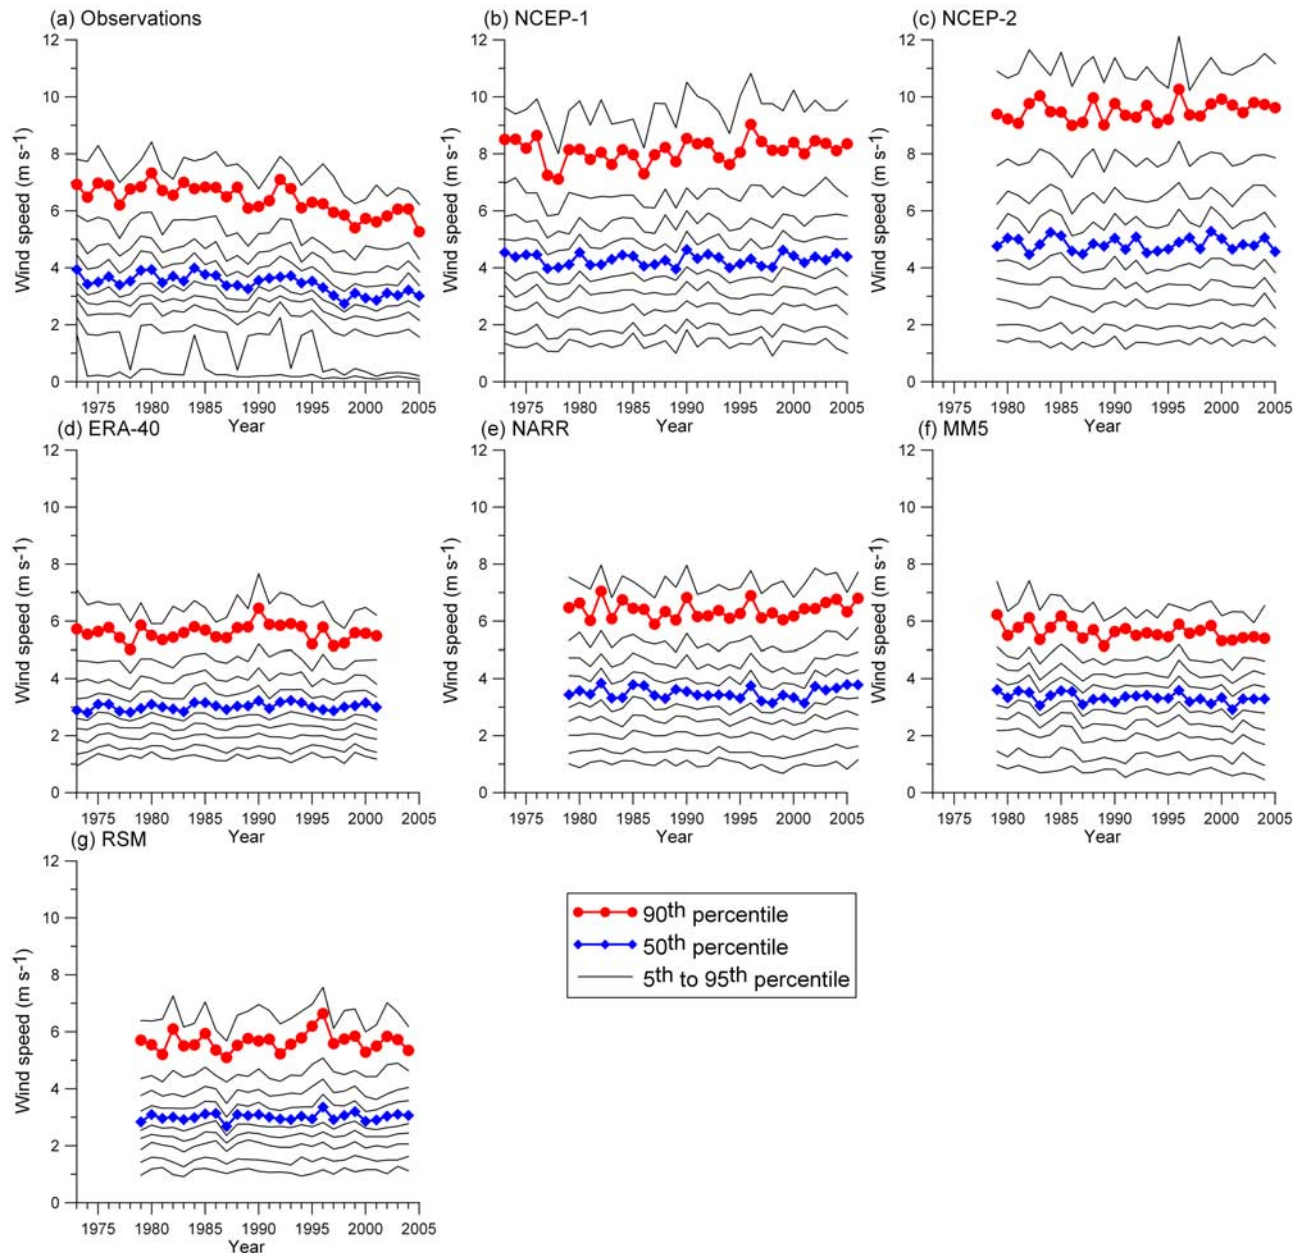 (a) Observations
12
10
8
6
4
2
0
Wind speed (m s-1)
1975 1980 1985 1990 1995 2000 2005
Year
(b) NCEP-1
12
10
8
6
4
2
0
Wind speed (m s-1)
1975 1980 1985 1990 1995 2000 2005
Year
(c) NCEP-2
12
10
8
6
4
2
0
Wind speed (m s-1)
1975 1980 1985 1990 1995 2000 2005
Year
(d) ERA-40
12
10
8
6
4
2
0
Wind speed (m s-1)
1975 1980 1985 1990 1995 2000 2005
Year
(e) NARR
12
10
8
6
4
2
0
Wind speed (m s-1)
1975 1980 1985 1990 1995 2000 2005
Year
(f) MM5
12
10
8
6
4
2
0
Wind speed (m s-1)
1975 1980 1985 1990 1995 2000 2005
Year
(g) RSM
12
10
8
6
4
2
0
Wind speed (m s-1)
1975 1980 1985 1990 1995 2000 2005
Year
90th percentile
50th percentile
5th to 95th percentile